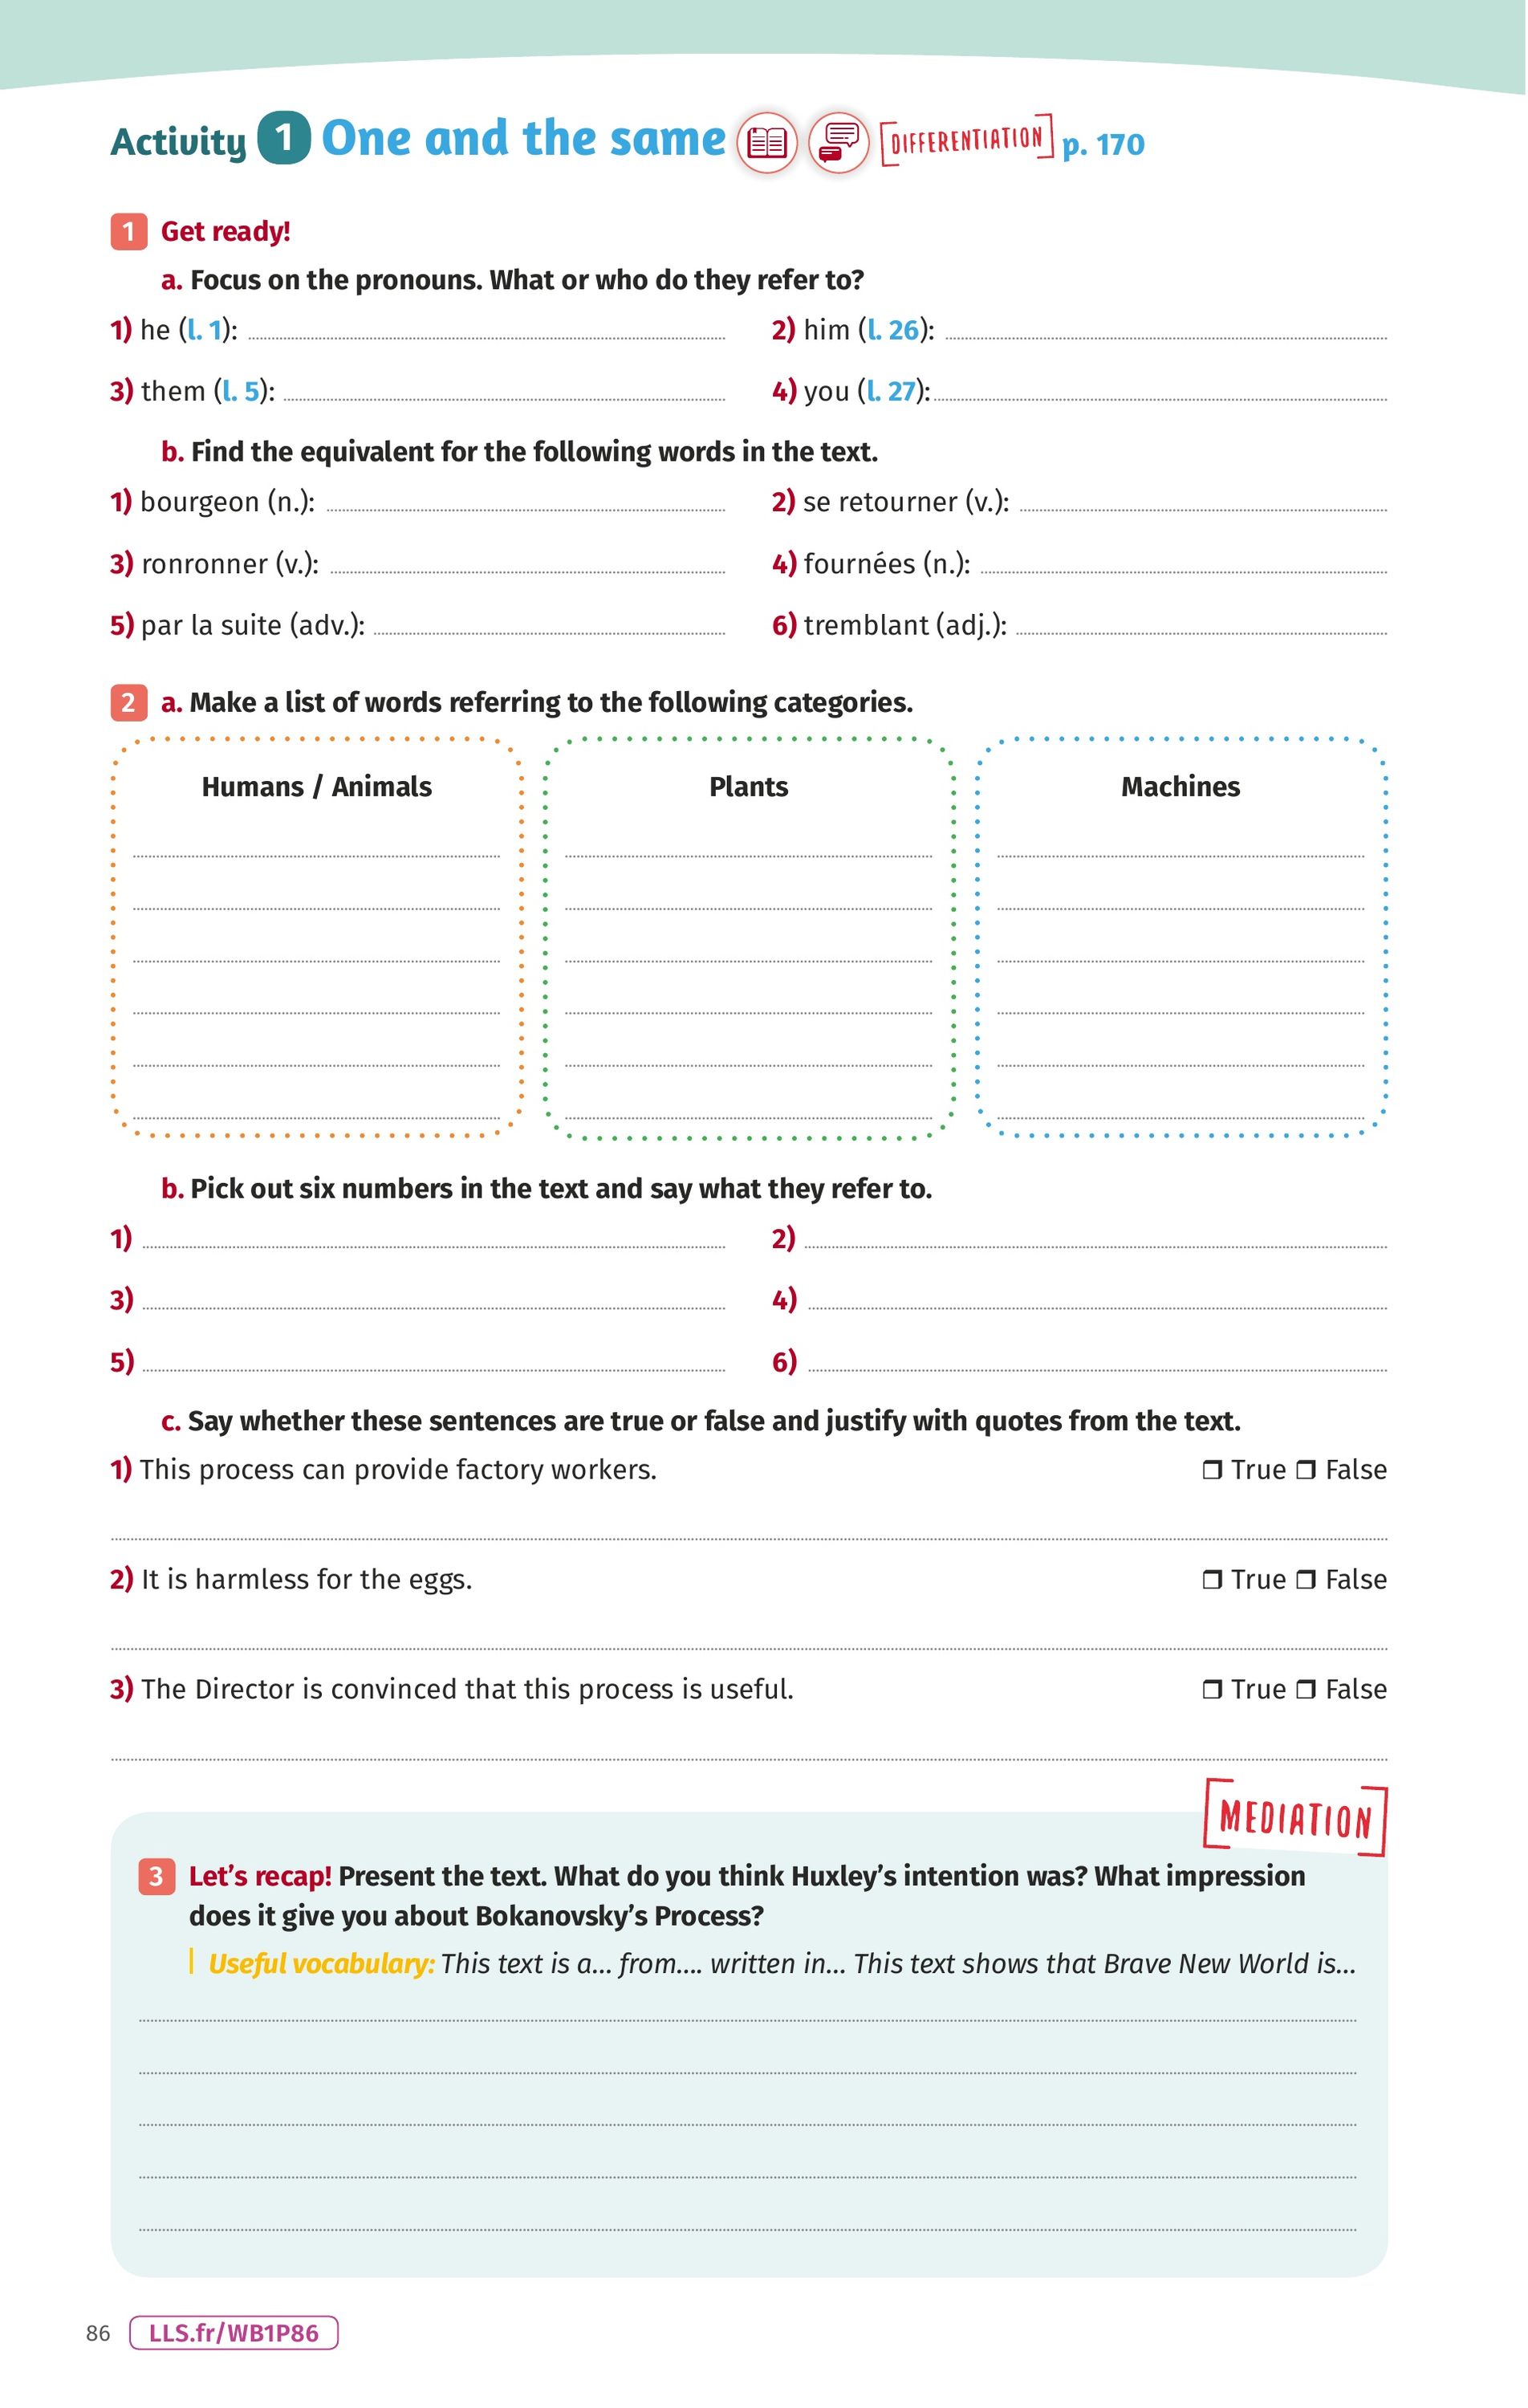 Activity 1 One and the same DIFFERENTIATION p. 170
1 Get ready!
a. Focus on the pronouns. What or who do they refer to?
1) he (l. 1):
2) him (l. 26):
3) them (l. 5):
4) you (l. 27):
b. Find the equivalent for the following words in the text.
1) bourgeon (n.):
2) se retourner (v.):
3) ronronner (v.):
4) fournées (n.):
5) par la suite (adv.):
6) tremblant (adj.):
2 a. Make a list of words referring to the following categories.
Humans / Animals
Plants
Machines
b. Pick out six numbers in the text and say what they refer to.
1)
2)
3)
4)
5)
6)
c. Say whether these sentences are true or false and justify with quotes from the text.
1) This process can provide factory workers. ❒ True ❒ False
2) It is harmless for the eggs. ❒ True ❒ False
3) The Director is convinced that this process is useful. ❒ True ❒ False
MEDIATION
3 Let’s recap! Present the text. What do you think Huxley’s intention was? What impression
does it give you about Bokanovsky’s Process?
Useful vocabulary: This text is a... from.... written in... This text shows that Brave New World is...
86 LLS.fr/WB1P86